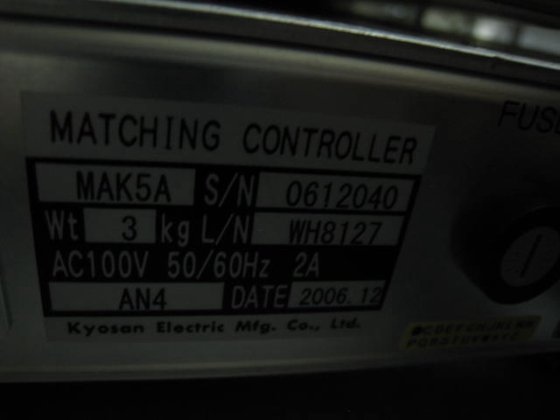 MATCHING CONTROLLER
MAK5A S/N 0612040
Wt 3 kg L/N WH8127
AC100V 50/60Hz 2A
AN4 DATE 2006.12
Kyosan Electric Mfg. Co., Ltd.
FUS